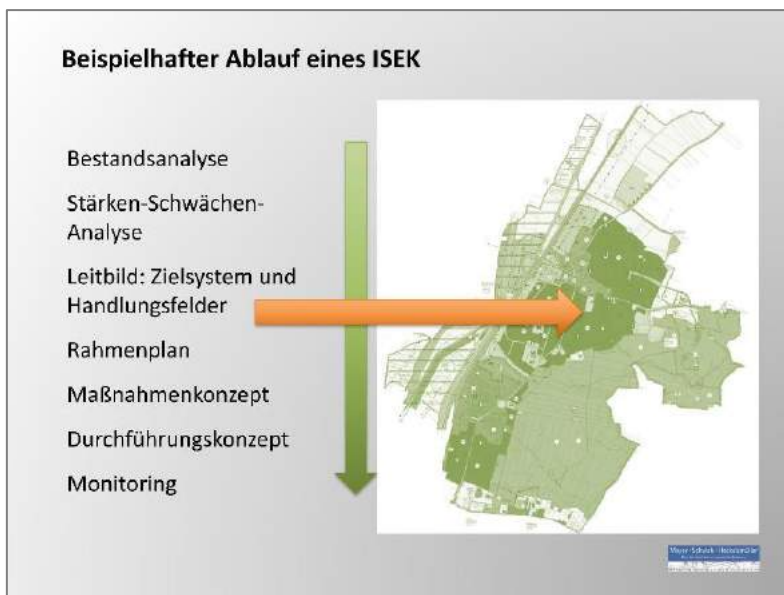 Beispielhafter Ablauf eines ISEK
Bestandsanalyse
Stärken-Schwächen-
Analyse
Leitbild: Zielsystem und
Handlungsfelder
Rahmenplan
Maßnahmenkonzept
Durchführungskonzept
Monitoring